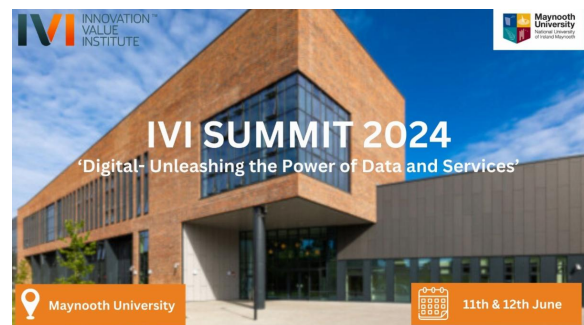 IVI INNOVATION™
VALUE
INSTITUTE
Maynooth
University
National University
of Ireland Maynooth
IVI SUMMIT 2024
‘Digital- Unleashing the Power of Data and Services’
Maynooth University
11th & 12th June